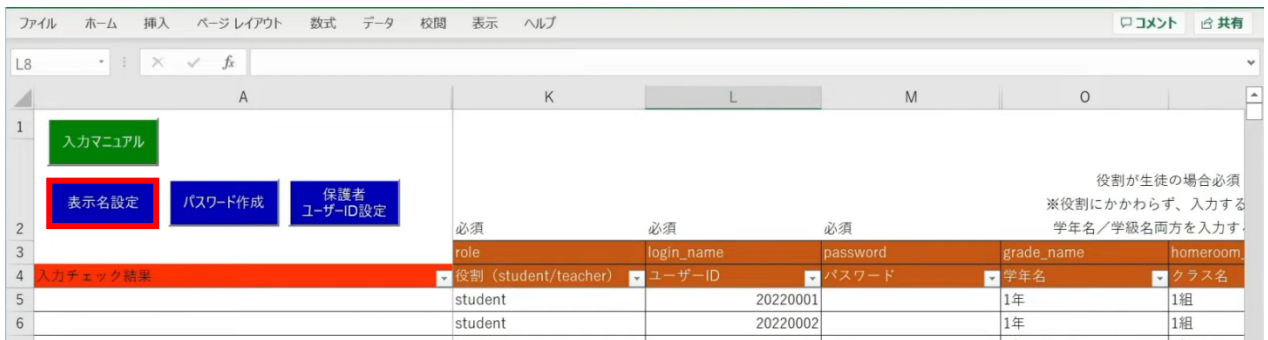 ファイル ホーム 挿入 ページ レイアウト 数式 データ 校閲 表示 ヘルプ コメント 共有
L8 fx
A K L M O
1
入力マニュアル
表示名設定 パスワード作成 保護者
ユーザーID設定
役割が生徒の場合必須
※役割にかかわらず、入力する
2 必須 必須 必須 学年名／学級名両方を入力す
3 role login_name password grade_name homeroom_
4 入力チェック結果 役割（student/teacher） ユーザーID パスワード 学年名 クラス名
5 student 20220001 1年 1組
6 student 20220002 1年 1組